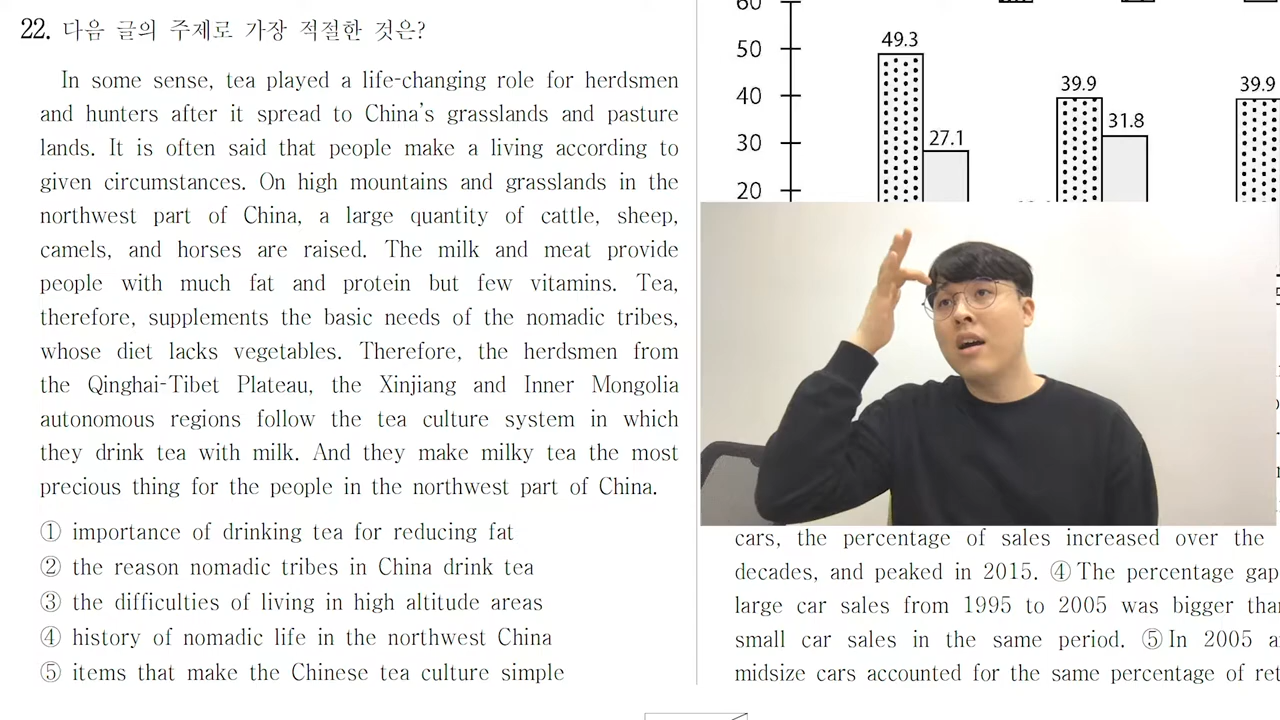 22. 다음 글의 주제로 가장 적절한 것은?
In some sense, tea played a life-changing role for herdsmen
and hunters after it spread to China's grasslands and pasture
lands. It is often said that people make a living according to
given circumstances. On high mountains and grasslands in the
northwest part of China, a large quantity of cattle, sheep,
camels, and horses are raised. The milk and meat provide
people with much fat and protein but few vitamins. Tea,
therefore, supplements the basic needs of the nomadic tribes,
whose diet lacks vegetables. Therefore, the herdsmen from
the Qinghai-Tibet Plateau, the Xinjiang and Inner Mongolia
autonomous regions follow the tea culture system in which
they drink tea with milk. And they make milky tea the most
precious thing for the people in the northwest part of China.
① importance of drinking tea for reducing fat
② the reason nomadic tribes in China drink tea
③ the difficulties of living in high altitude areas
④ history of nomadic life in the northwest China
⑤ items that make the Chinese tea culture simple
60
50
40
30
20
49.3
27.1
39.9
31.8
39.9
cars, the percentage of sales increased over the
decades, and peaked in 2015. ④ The percentage gap
large car sales from 1995 to 2005 was bigger than
small car sales in the same period. ⑤ In 2005 a
midsize cars accounted for the same percentage of ret